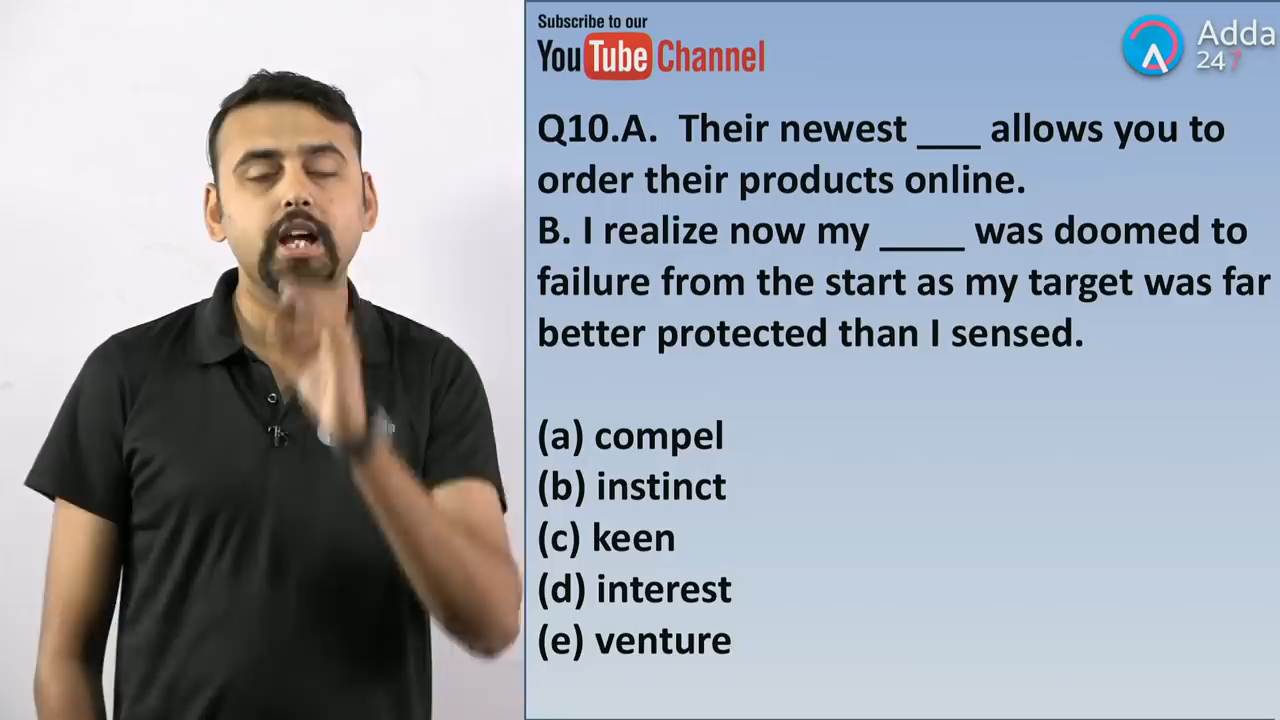 Subscribe to our
YouTube Channel
Adda
247
Q10.A. Their newest ___ allows you to
order their products online.
B. I realize now my ____ was doomed to
failure from the start as my target was far
better protected than I sensed.
(a) compel
(b) instinct
(c) keen
(d) interest
(e) venture